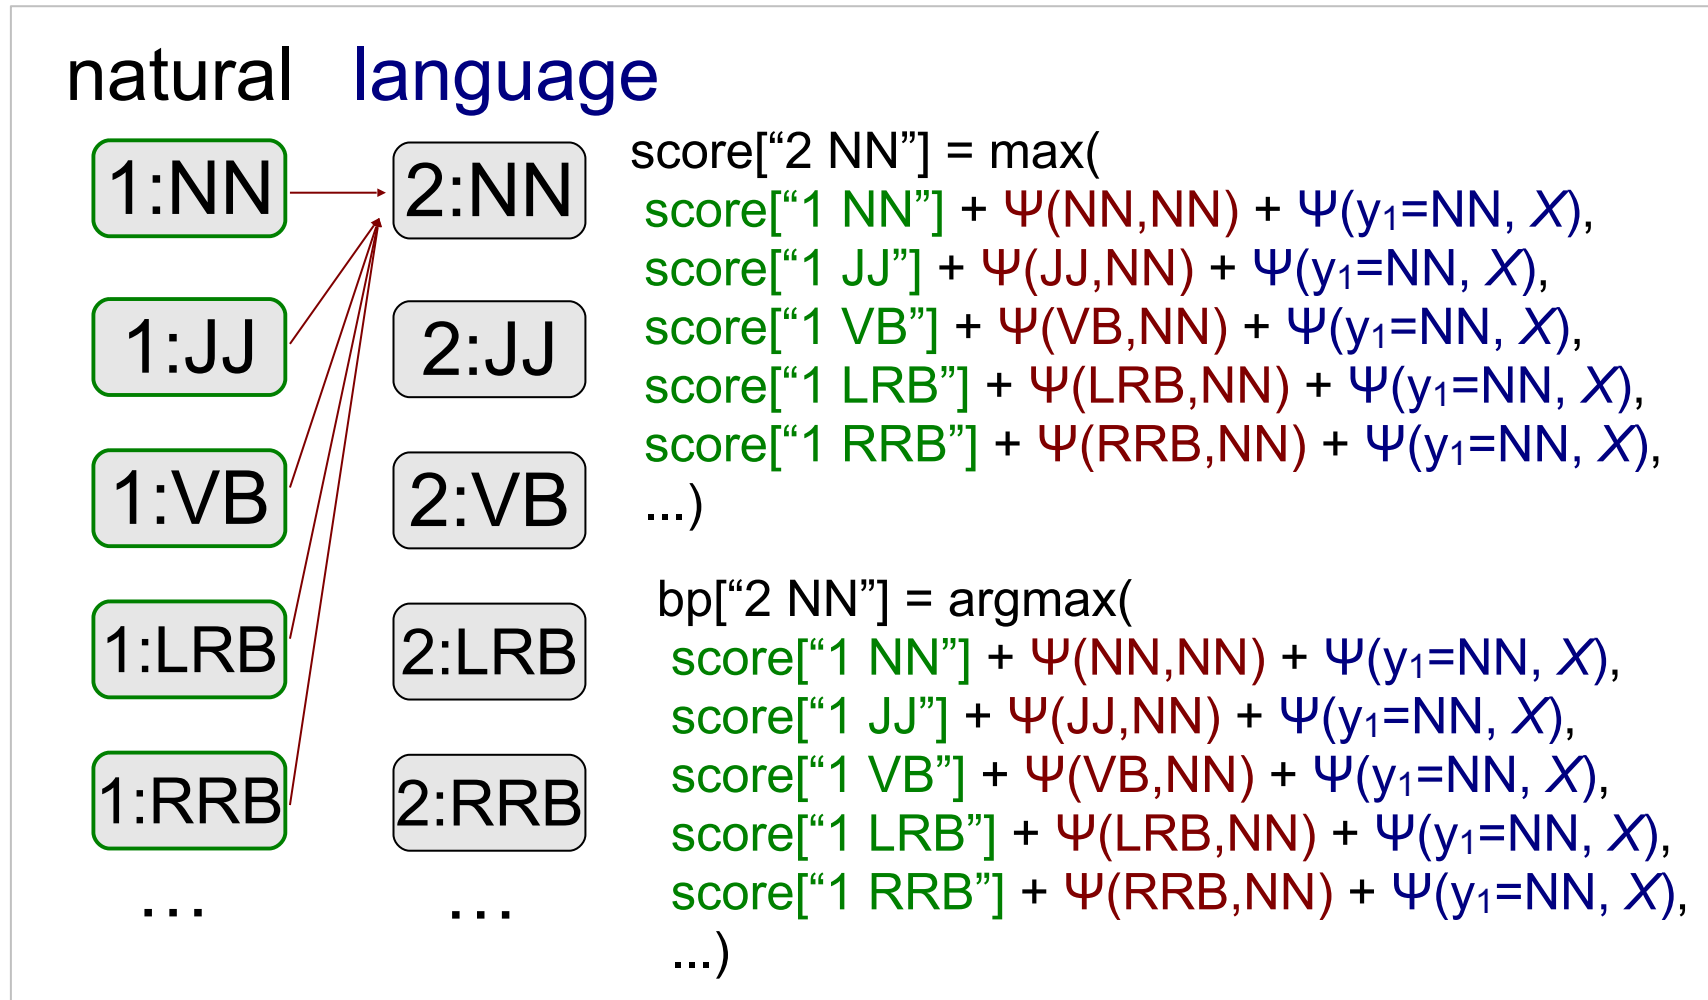 natural language
1:NN 2:NN
1:JJ 2:JJ
1:VB 2:VB
1:LRB 2:LRB
1:RRB 2:RRB
… …
score[“2 NN”] = max(
score[“1 NN”] + Ψ(NN,NN) + Ψ(y₁=NN, X),
score[“1 JJ”] + Ψ(JJ,NN) + Ψ(y₁=NN, X),
score[“1 VB”] + Ψ(VB,NN) + Ψ(y₁=NN, X),
score[“1 LRB”] + Ψ(LRB,NN) + Ψ(y₁=NN, X),
score[“1 RRB”] + Ψ(RRB,NN) + Ψ(y₁=NN, X),
...)
bp[“2 NN”] = argmax(
score[“1 NN”] + Ψ(NN,NN) + Ψ(y₁=NN, X),
score[“1 JJ”] + Ψ(JJ,NN) + Ψ(y₁=NN, X),
score[“1 VB”] + Ψ(VB,NN) + Ψ(y₁=NN, X),
score[“1 LRB”] + Ψ(LRB,NN) + Ψ(y₁=NN, X),
score[“1 RRB”] + Ψ(RRB,NN) + Ψ(y₁=NN, X),
...)